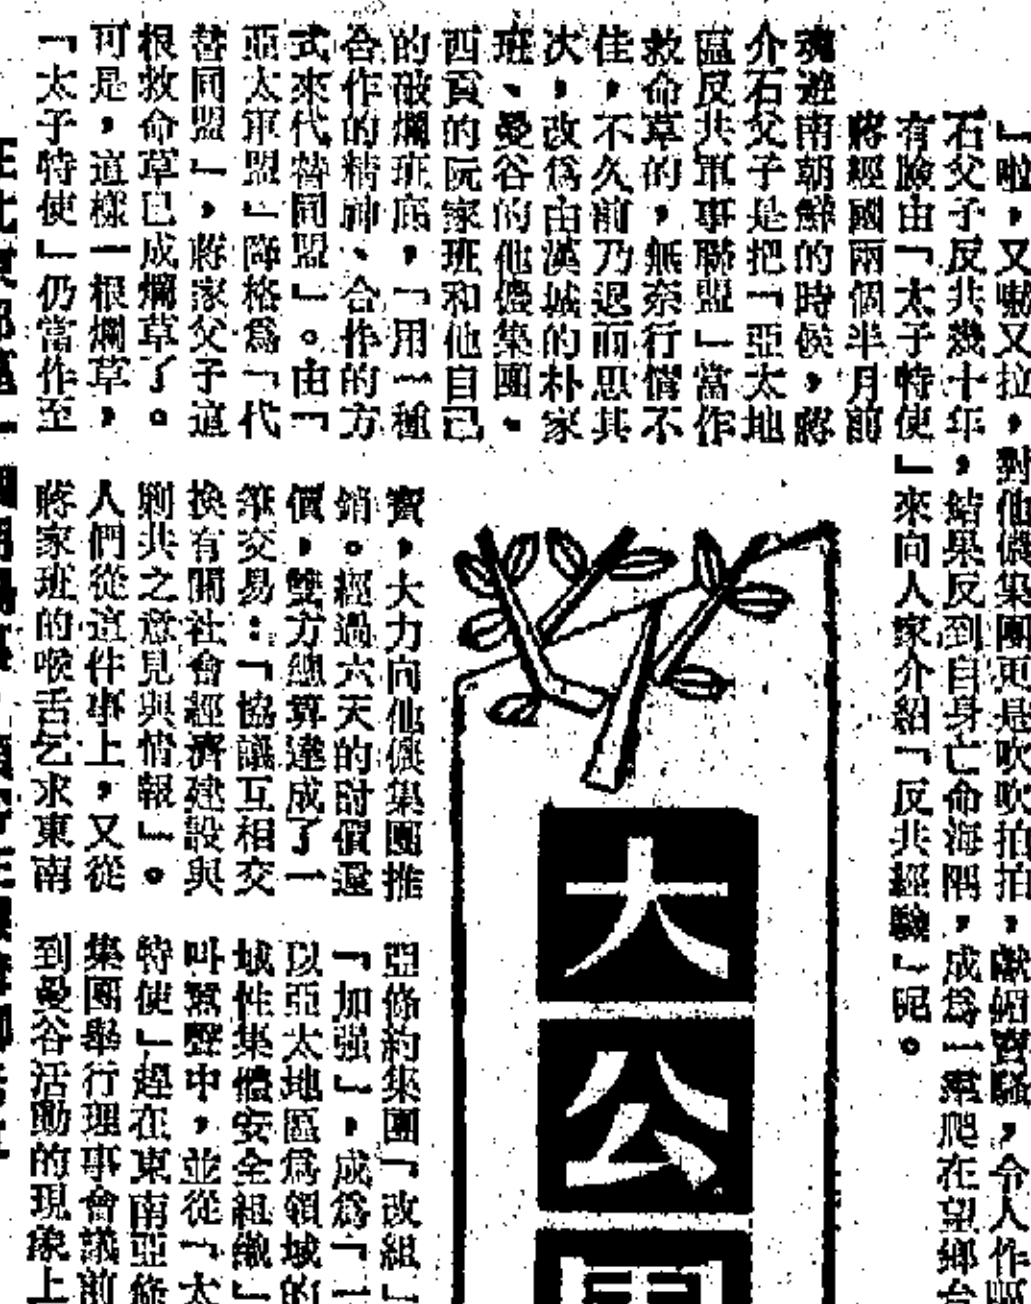 」啦，又嗽又拉，對他儂集團更是吹吹拍拍，獻媚賣騷，令人作嘔
石父子反共幾十年，結果反到自身亡命海隅，成爲一羣爬在望鄉台
有臉由「太子特使」來向人家介紹「反共經驗」呢。
蔣經國兩個半月前
魂遊南朝鮮的時候，蔣
介石父子是把「亞太地
區反共軍事聯盟」當作
救命草的，無奈行情不
佳，不久前乃退而思其
次，改爲由漢城的朴家
班、曼谷的他儂集團、
西貢的阮家班和他自己
的破爛班底，「用一種
合作的精神、合作的方
式來代替同盟」。由「
亞太軍盟」降格爲「代
替同盟」，蔣家父子這
根救命草已成爛草了。
可是，這樣一根爛草，
「太子特使」仍當作至
寶，大力向他儂集團推
銷。經過六天的討價還
價，雙方總算達成了一
筆交易：「協議互相交
換有關社會經濟建設與
剿共之意見與情報」。
人們從這件事上，又從
蔣家班的喉舌乞求東南
亞條約集團「改組」
「加强」，成爲「一
以亞太地區爲領域的
域性集體安全組織」
叫囂聲中，並從「太
特使」趕在東南亞條
集團舉行理事會議前
到曼谷活動的現象上
大公